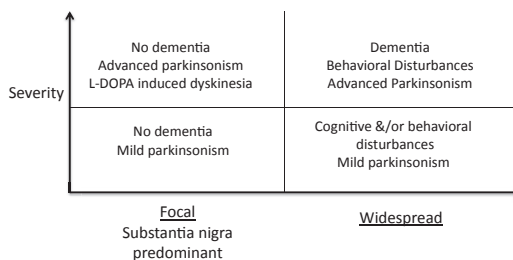 No dementia
Advanced parkinsonism
L-DOPA induced dyskinesia
Dementia
Behavioral Disturbances
Advanced Parkinsonism
Severity
No dementia
Mild parkinsonism
Cognitive &/or behavioral
disturbances
Mild parkinsonism
Focal
Substantia nigra
predominant
Widespread